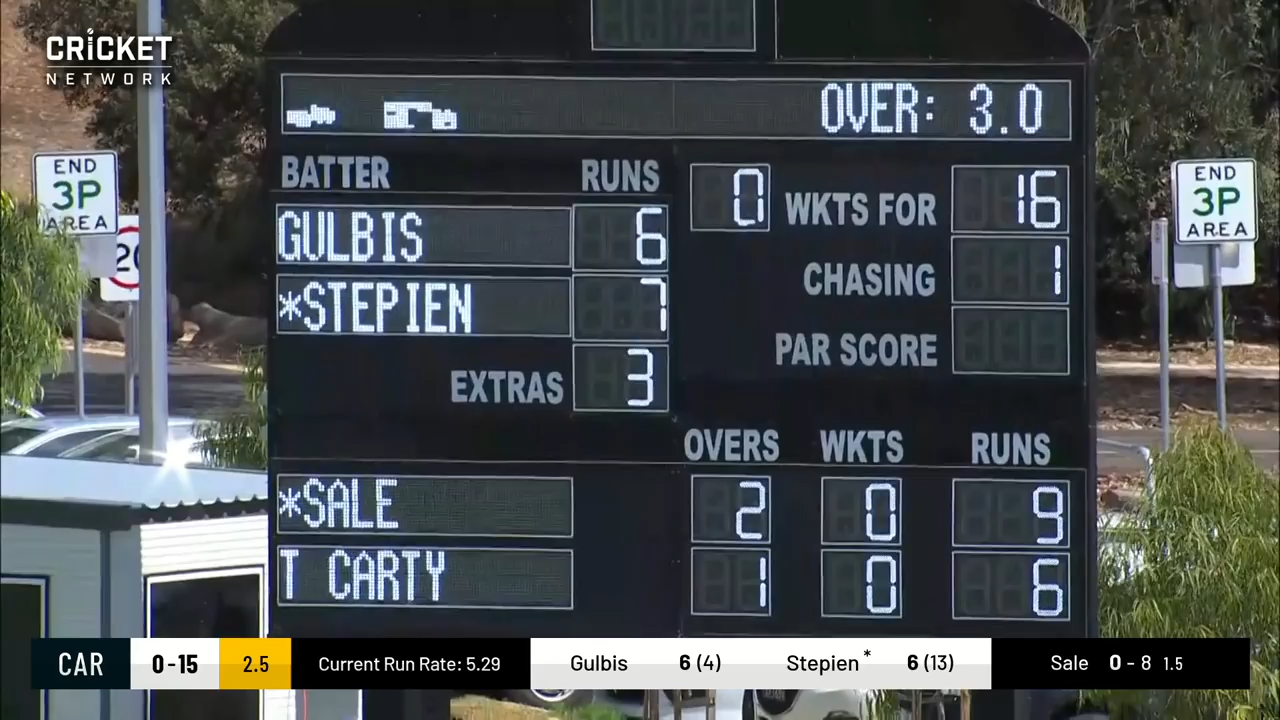 CRICKET
NETWORK
OVER: 3.0
BATTER RUNS
GULBIS 6
*STEPIEN 7
EXTRAS 3
0 WKTS FOR 16
CHASING 1
PAR SCORE
OVERS WKTS RUNS
*SALE 2 0 9
T CARTY 1 0 6
END
3P
AREA
20
END
3P
AREA
CAR 0-15 2.5 Current Run Rate: 5.29 Gulbis 6 (4) Stepien* 6 (13) Sale 0 - 8 1.5